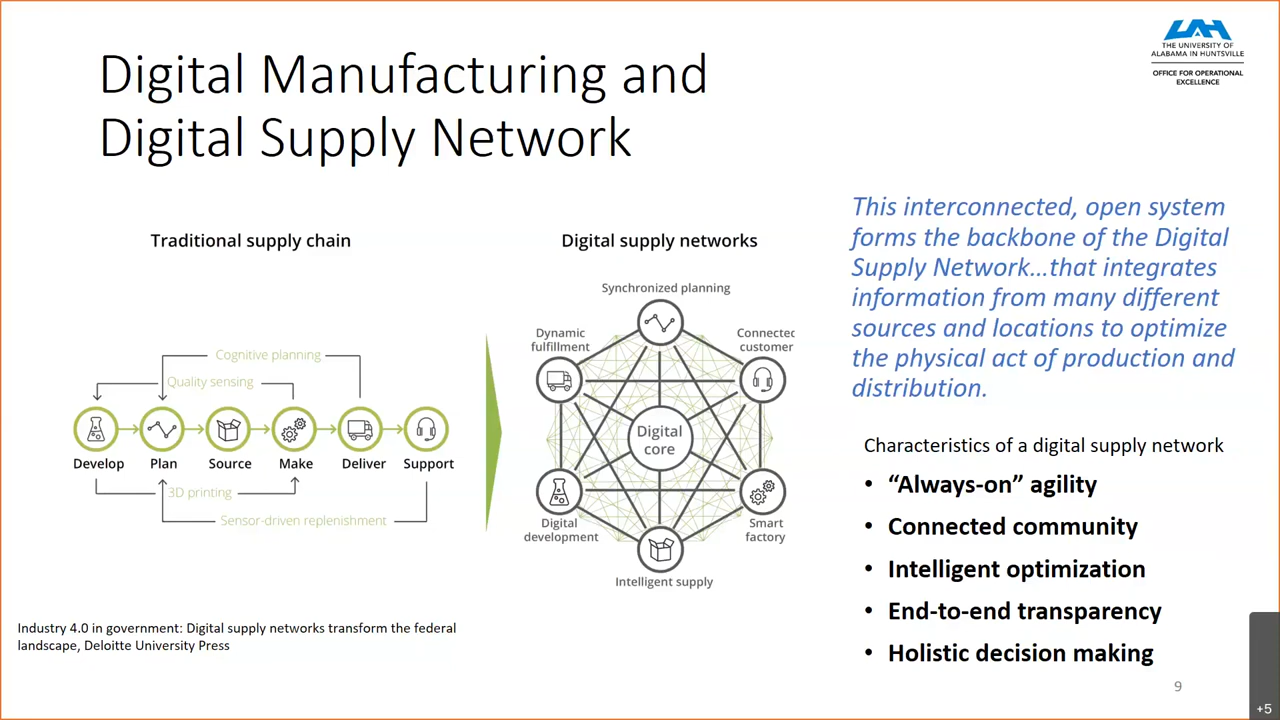 UAH
THE UNIVERSITY OF
ALABAMA IN HUNTSVILLE
OFFICE FOR OPERATIONAL
EXCELLENCE
Digital Manufacturing and
Digital Supply Network
Traditional supply chain
Cognitive planning
Quality sensing
Develop
Plan
Source
Make
Deliver
Support
3D printing
Sensor-driven replenishment
Digital supply networks
Synchronized planning
Dynamic
fulfillment
Connected
customer
Digital
core
Digital
development
Smart
factory
Intelligent supply
This interconnected, open system
forms the backbone of the Digital
Supply Network...that integrates
information from many different
sources and locations to optimize
the physical act of production and
distribution.
Characteristics of a digital supply network
• “Always-on” agility
• Connected community
• Intelligent optimization
• End-to-end transparency
• Holistic decision making
Industry 4.0 in government: Digital supply networks transform the federal
landscape, Deloitte University Press
9
+5